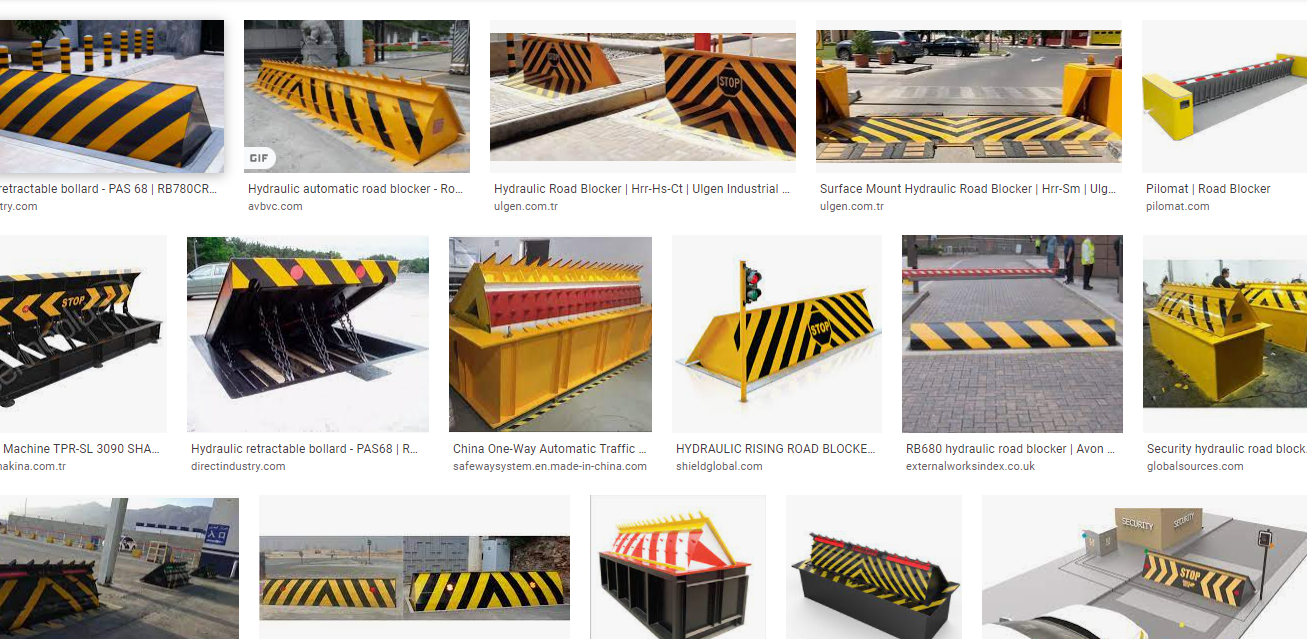 STOP
GIF
retractable bollard - PAS 68 | RB780CR...
try.com
Hydraulic automatic road blocker - Ro...
avbvc.com
Hydraulic Road Blocker | Hrr-Hs-Ct | Ulgen Industrial ...
ulgen.com.tr
Surface Mount Hydraulic Road Blocker | Hrr-Sm | Ulg...
ulgen.com.tr
Pilomat | Road Blocker
pilomat.com
STOP
STOP
Machine TPR-SL 3090 SHA...
makina.com.tr
Hydraulic retractable bollard - PAS68 | R...
directindustry.com
China One-Way Automatic Traffic ...
safewaysystem.en.made-in-china.com
HYDRAULIC RISING ROAD BLOCKE...
shieldglobal.com
RB680 hydraulic road blocker | Avon ...
externalworksindex.co.uk
Security hydraulic road block
globalsources.com
入口
SECURITY
SECURITY
STOP